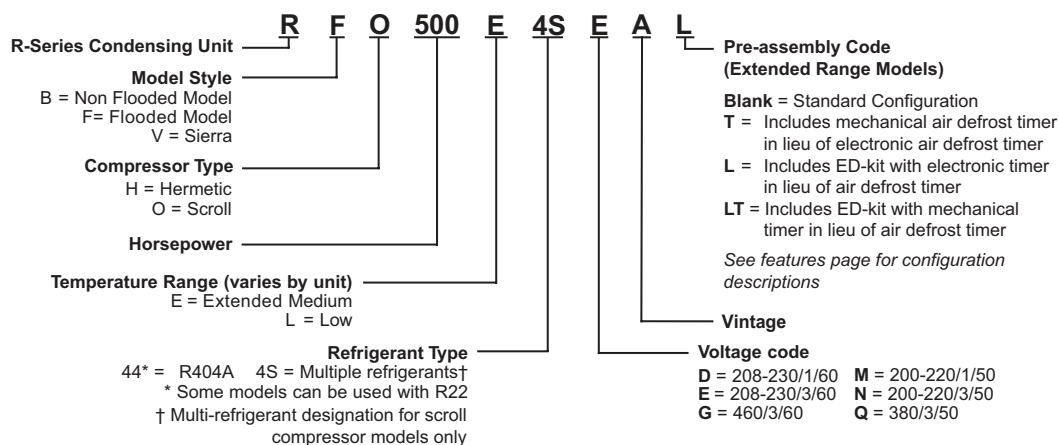 R F O 500 E 4S E A L
R-Series Condensing Unit
Model Style
B = Non Flooded Model
F= Flooded Model
V = Sierra
Compressor Type
H = Hermetic
O = Scroll
Horsepower
Temperature Range (varies by unit)
E = Extended Medium
L = Low
Refrigerant Type
44* = R404A 4S = Multiple refrigerants†
* Some models can be used with R22
† Multi-refrigerant designation for scroll
compressor models only
Pre-assembly Code
(Extended Range Models)
Blank = Standard Configuration
T = Includes mechanical air defrost timer
in lieu of electronic air defrost timer
L = Includes ED-kit with electronic timer
in lieu of air defrost timer
LT = Includes ED-kit with mechanical
timer in lieu of air defrost timer
See features page for configuration
descriptions
Vintage
Voltage code
D = 208-230/1/60 M = 200-220/1/50
E = 208-230/3/60 N = 200-220/3/50
G = 460/3/60 Q = 380/3/50